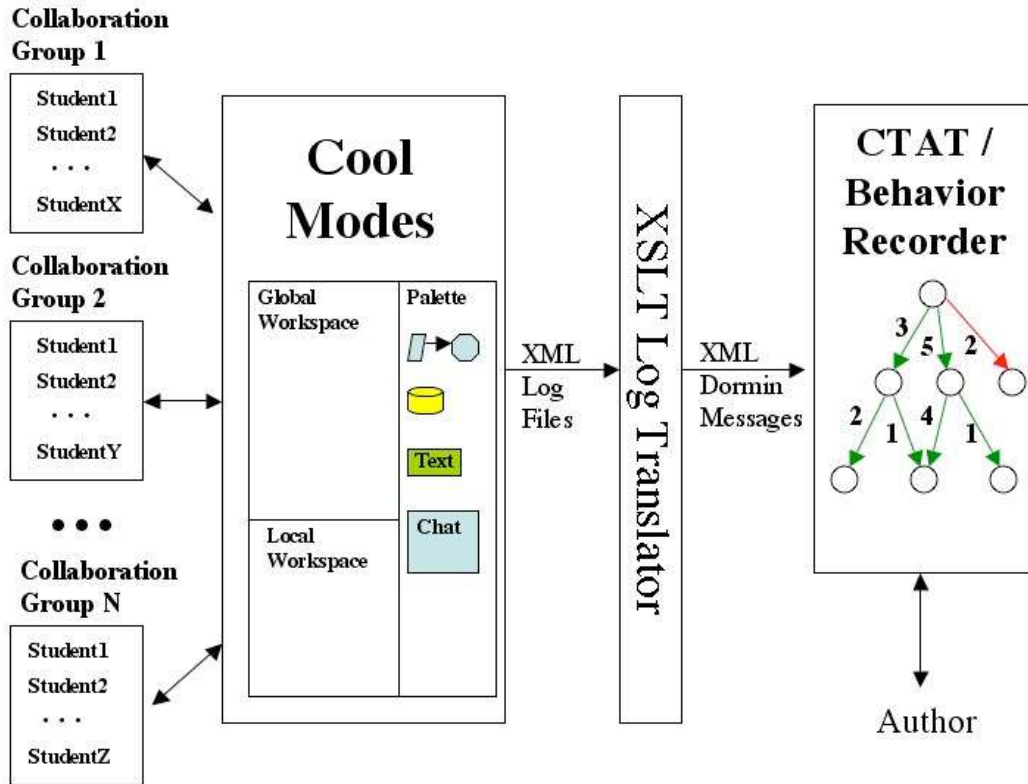 Collaboration
Group 1
Student1
Student2
. . .
StudentX
Collaboration
Group 2
Student1
Student2
. . .
StudentY
• • •
Collaboration
Group N
Student1
Student2
. . .
StudentZ
Cool
Modes
Global
Workspace
Palette
Text
Chat
Local
Workspace
XML
Log
Files
XSLT Log Translator
XML
Dormin
Messages
CTAT /
Behavior
Recorder
3
5
2
2
1
4
1
Author